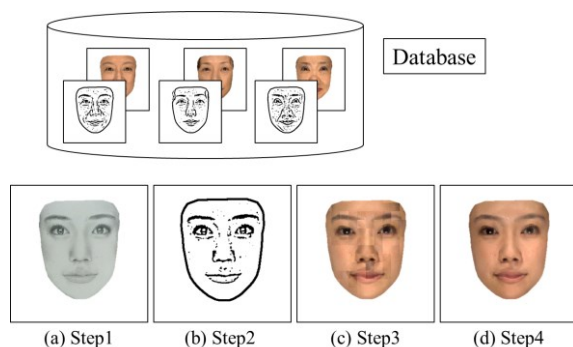 Database
(a) Step1
(b) Step2
(c) Step3
(d) Step4